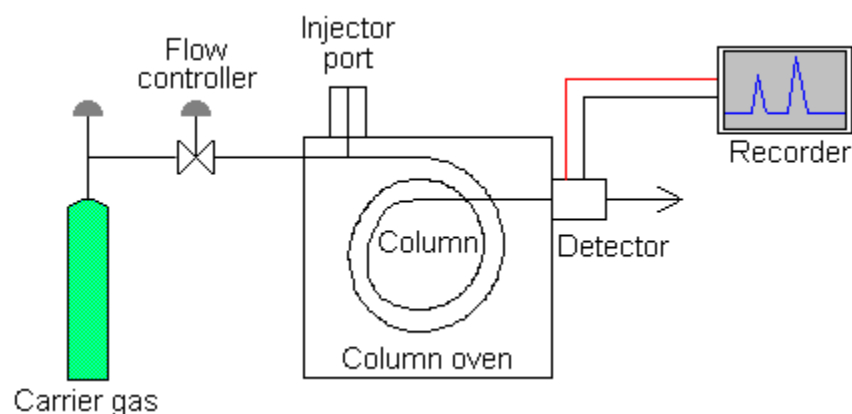 Injector
port
Flow
controller
Recorder
Column
Detector
Column oven
Carrier gas